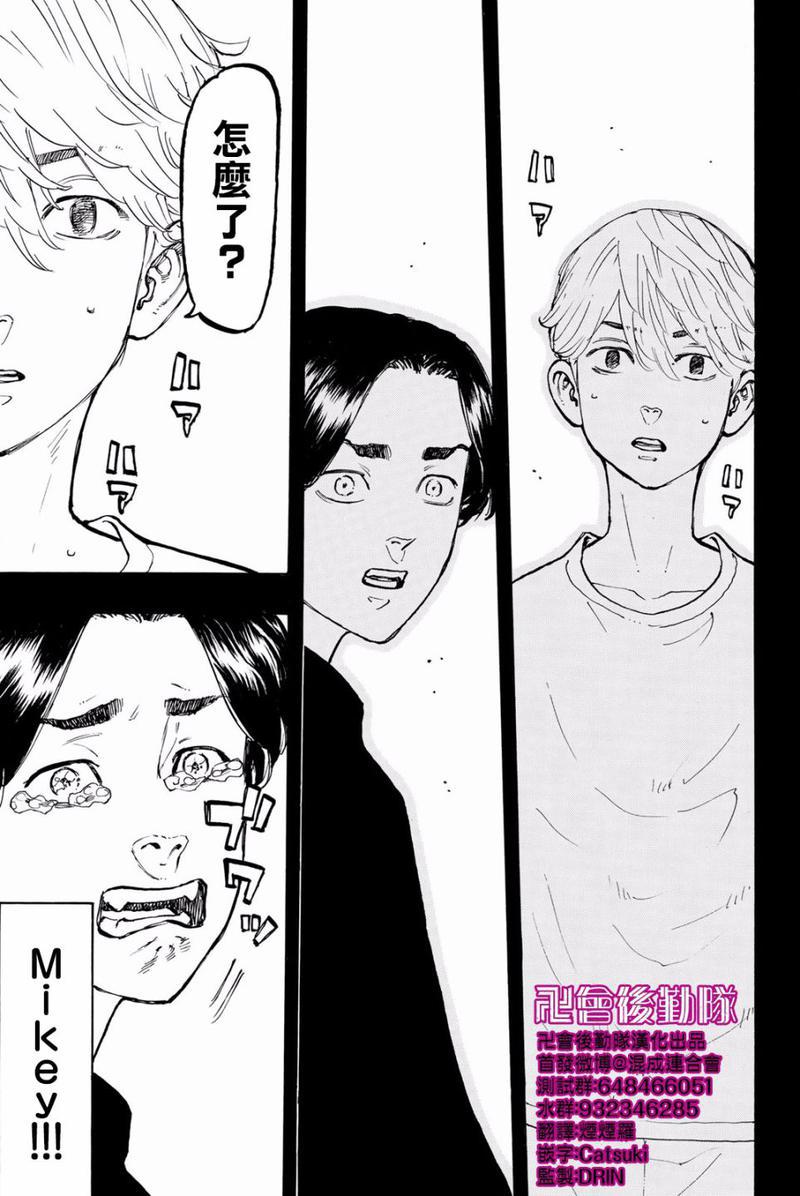 ハァ
ハァ
怎麼了？
ハァ
ハァ
ブワッ
Mikey!!!
卍會後勤隊
卍會後勤隊漢化出品
首發微博@混成連合會
測試群:648466051
水群:932346285
翻譯:煙煙羅
嵌字:Catsuki
監製:DRIN